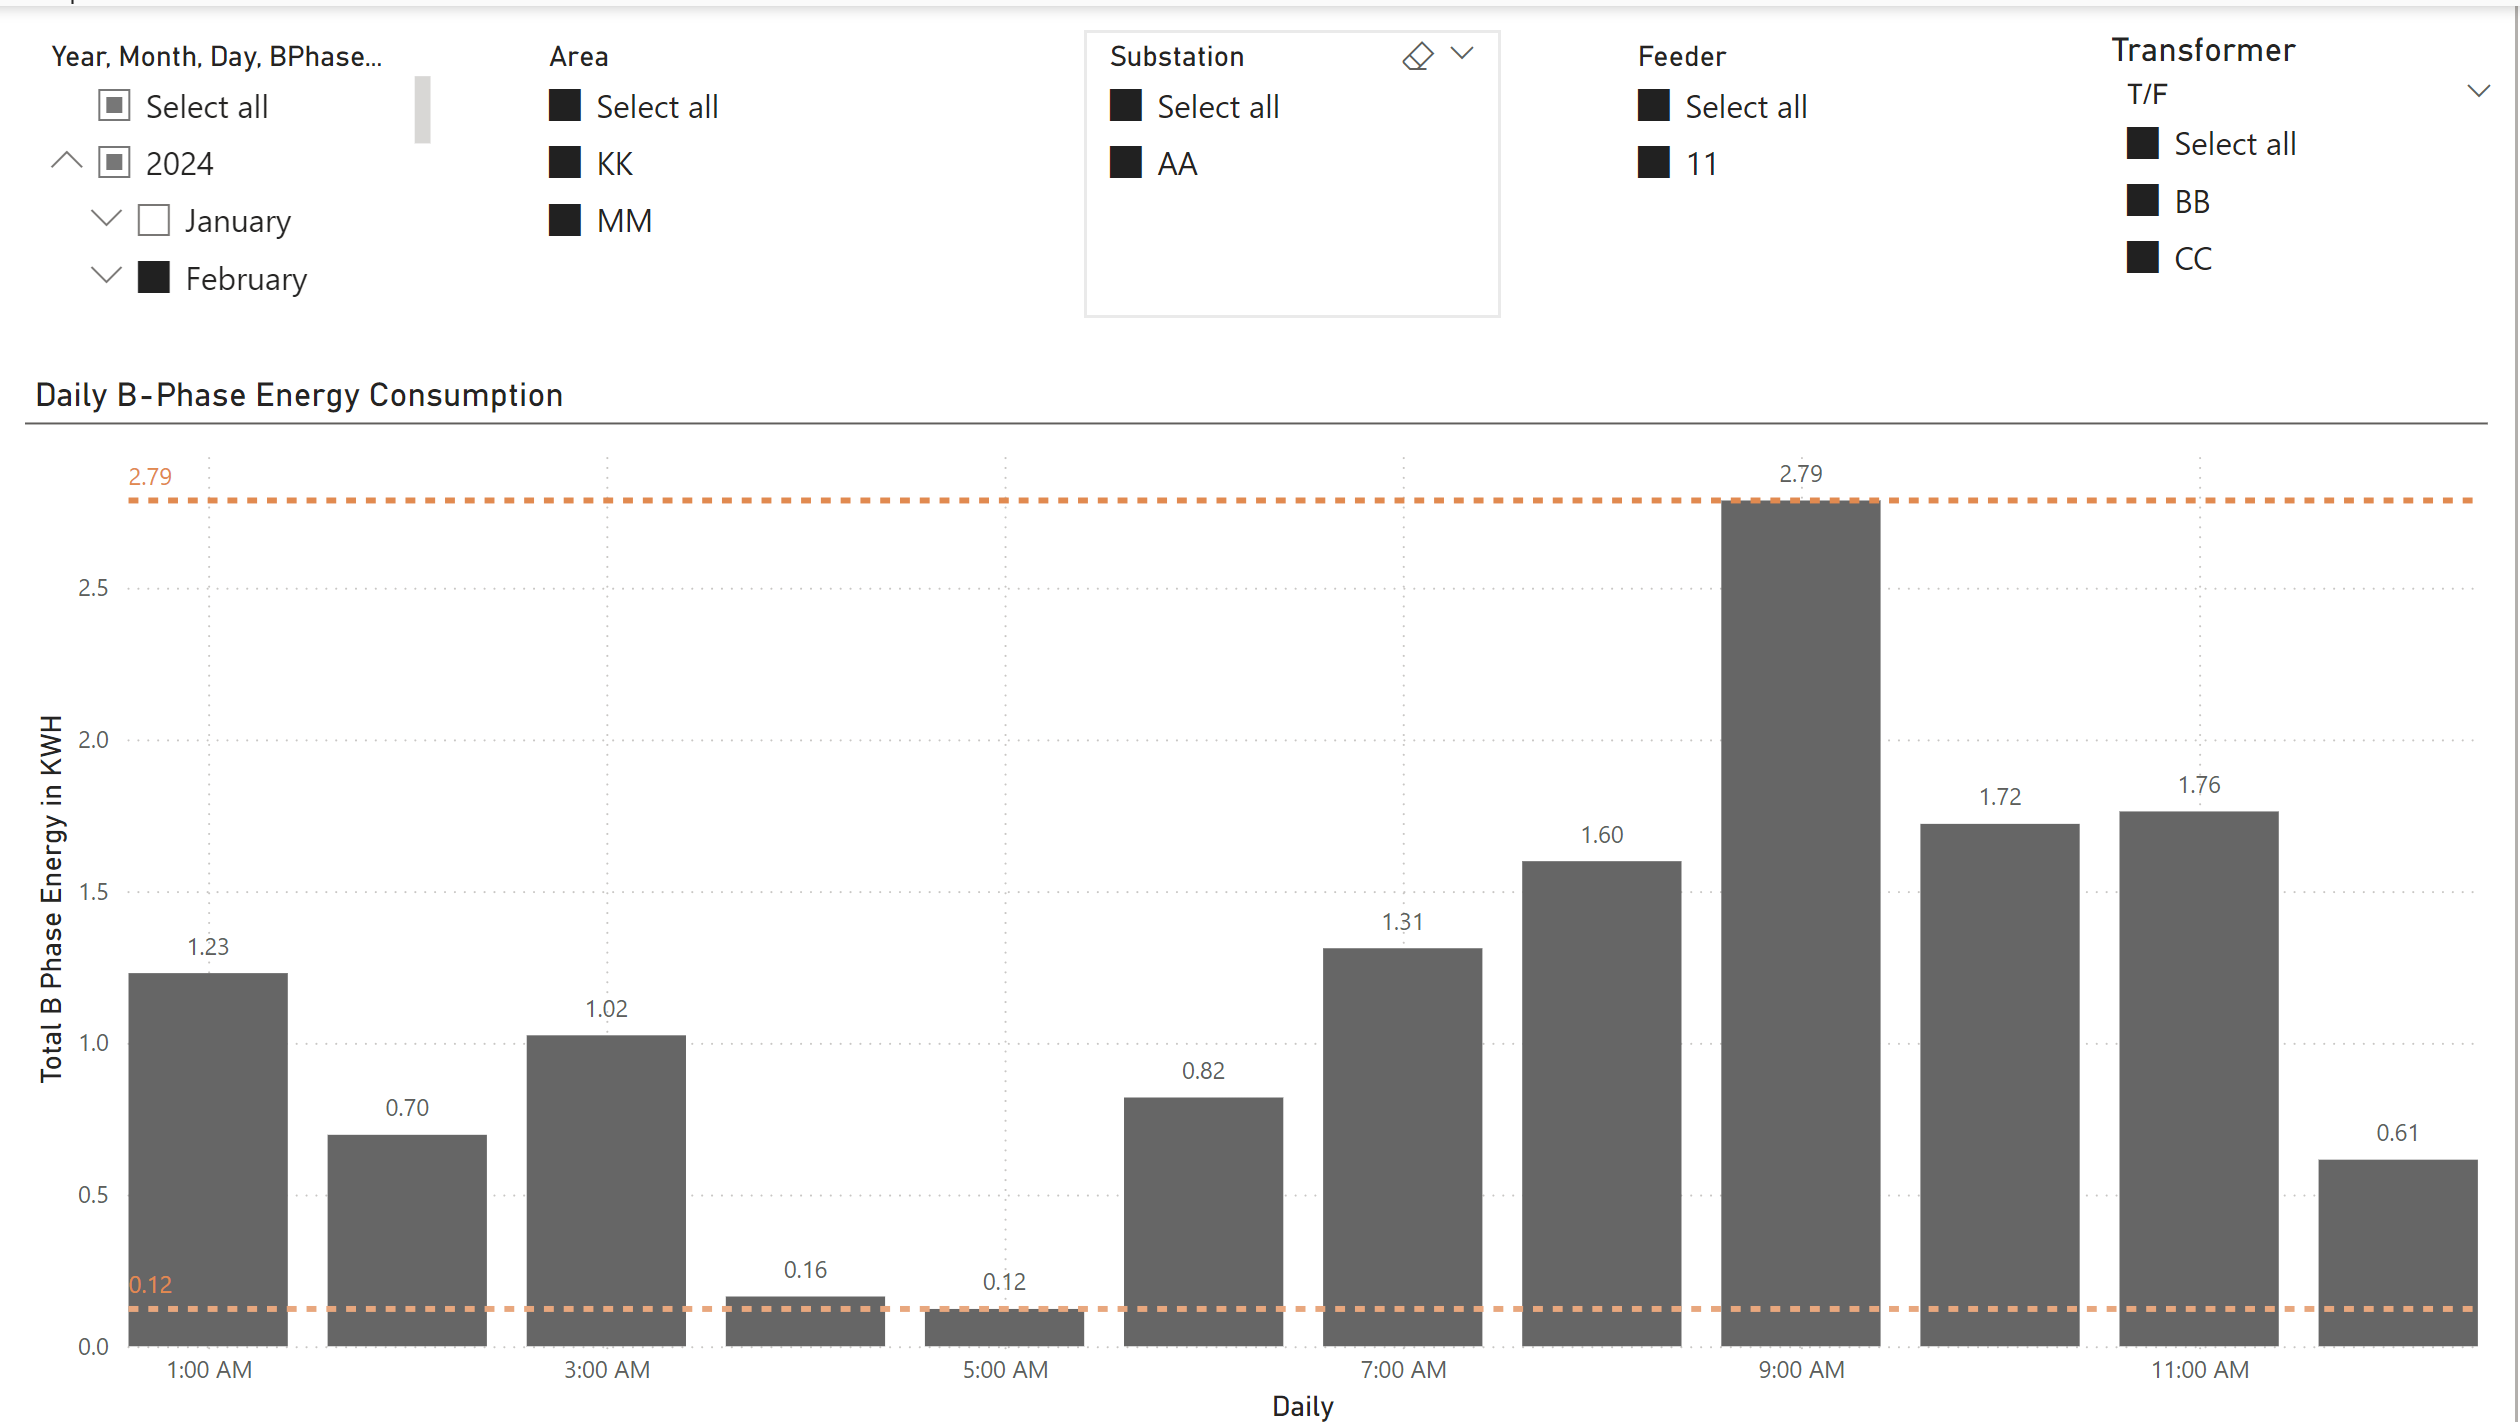 Year, Month, Day, BPhase...
Select all
2024
January
February
Area
Select all
KK
MM
Substation
Select all
AA
Feeder
Select all
11
Transformer
T/F
Select all
BB
CC
Daily B-Phase Energy Consumption
Total B Phase Energy in KWH
2.79
2.5
2.0
1.5
1.0
0.5
0.0
0.12
1.23
0.70
1.02
0.16
0.12
0.82
1.31
1.60
2.79
1.72
1.76
0.61
1:00 AM
3:00 AM
5:00 AM
7:00 AM
9:00 AM
11:00 AM
Daily